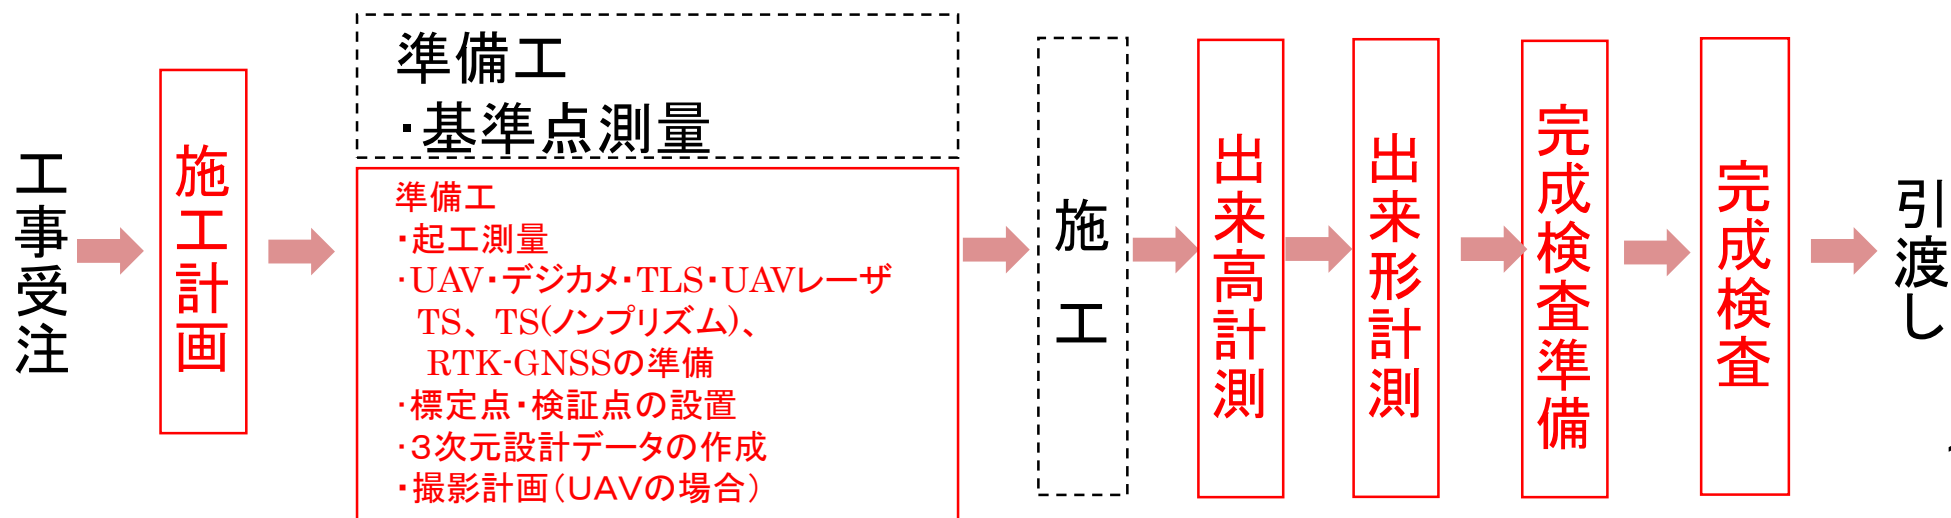 工事受注
施工計画
準備工
･基準点測量
準備工
・起工測量
･UAV・デジカメ・TLS・UAVレーザ
TS、TS(ノンプリズム)、
RTK-GNSSの準備
･標定点・検証点の設置
･３次元設計データの作成
・撮影計画（ＵＡＶの場合）
施工
出来高計測
出来形計測
完成検査準備
完成検査
引渡し